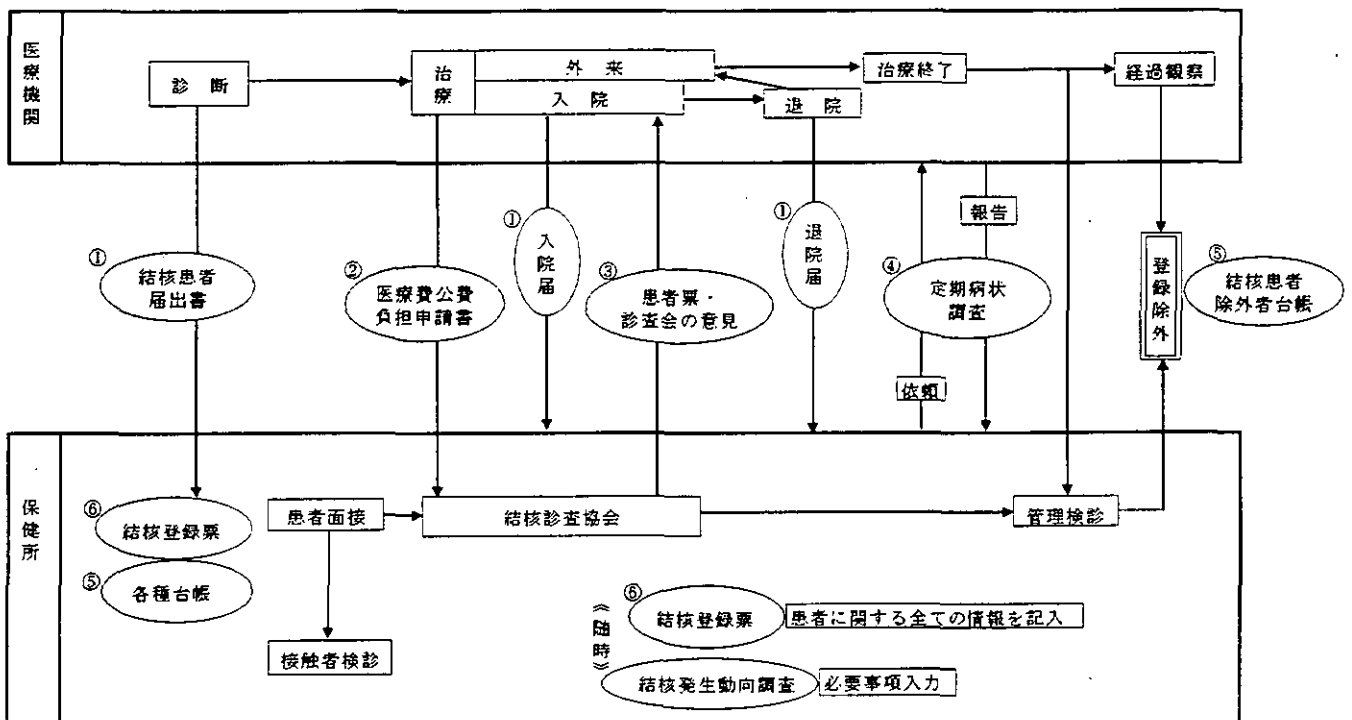 医療機関
診断
治療
外来
入院
退院
治療終了
経過観察
①
結核患者
届出書
②
医療費公費
負担申請書
①
入院届
③
患者票・
診査会の意見
①
退院届
④
定期病状
調査
報告
依頼
登録除外
⑤
結核患者
除外者台帳
保健所
⑥
結核登録票
⑤
各種台帳
患者面接
接触者検診
結核診査協会
管理検診
《随時》
⑥
結核登録票
患者に関する全ての情報を記入
結核発生動向調査
必要事項入力